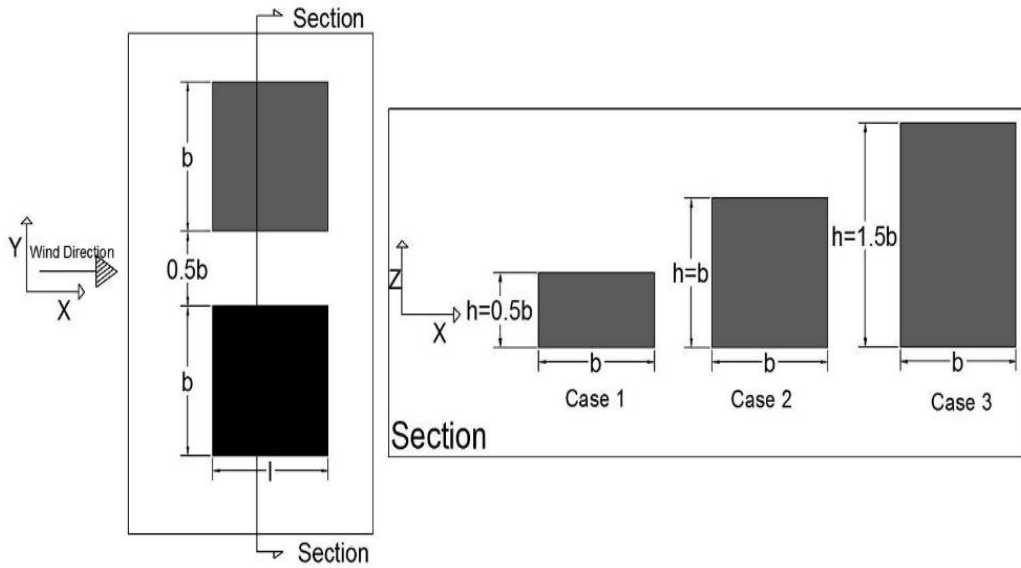 Section
b
Y
Wind Direction
X
0.5b
b
l
Section
Z
X
h=0.5b
b
Case 1
h=b
b
Case 2
h=1.5b
b
Case 3
Section